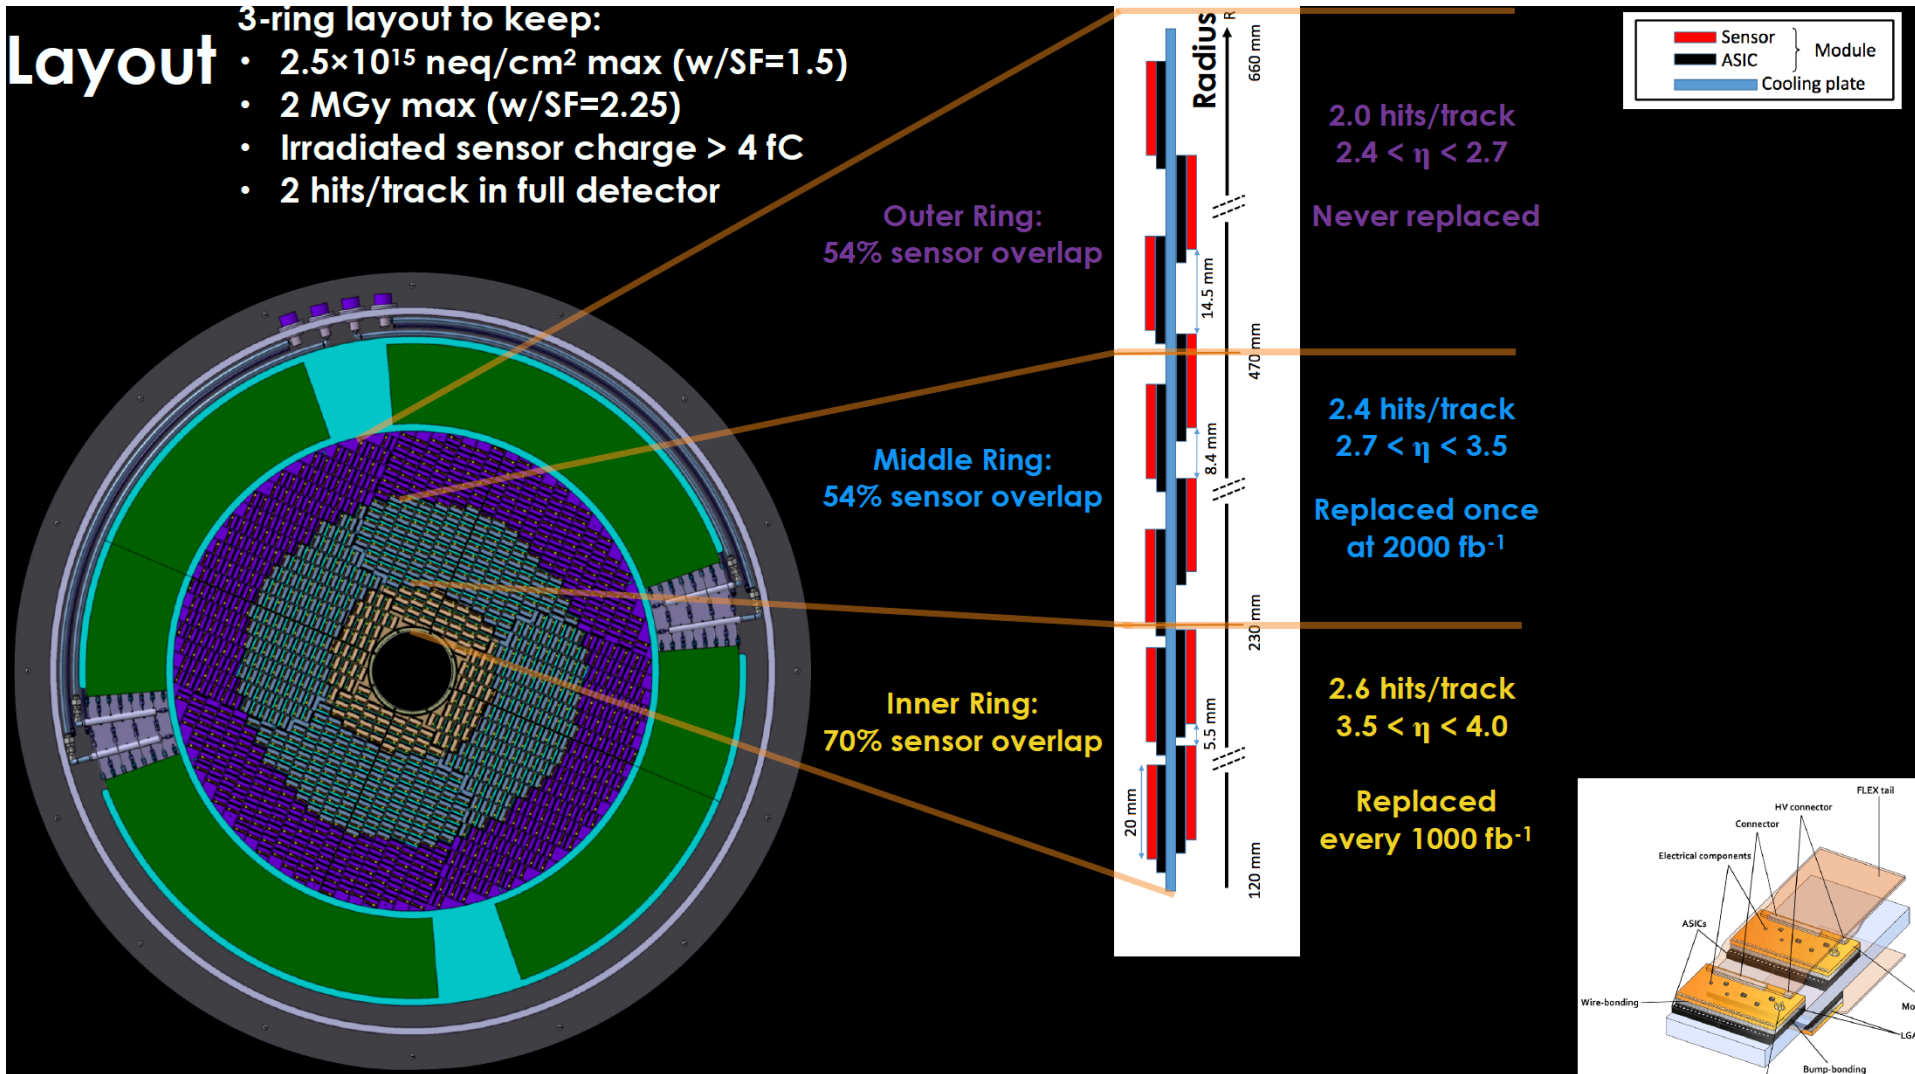 Layout
3-ring layout to keep:
• 2.5×10¹⁵ neq/cm² max (w/SF=1.5)
• 2 MGy max (w/SF=2.25)
• Irradiated sensor charge > 4 fC
• 2 hits/track in full detector
Outer Ring:
54% sensor overlap
Middle Ring:
54% sensor overlap
Inner Ring:
70% sensor overlap
Radius
R
660 mm
14.5 mm
470 mm
8.4 mm
230 mm
5.5 mm
20 mm
120 mm
2.0 hits/track
2.4 < η < 2.7
Never replaced
2.4 hits/track
2.7 < η < 3.5
Replaced once
at 2000 fb⁻¹
2.6 hits/track
3.5 < η < 4.0
Replaced
every 1000 fb⁻¹
Sensor
ASIC
Module
Cooling plate
FLEX tail
HV connector
Connector
Electrical components
ASICs
Wire-bonding
Mo
LGA
Bump-bonding